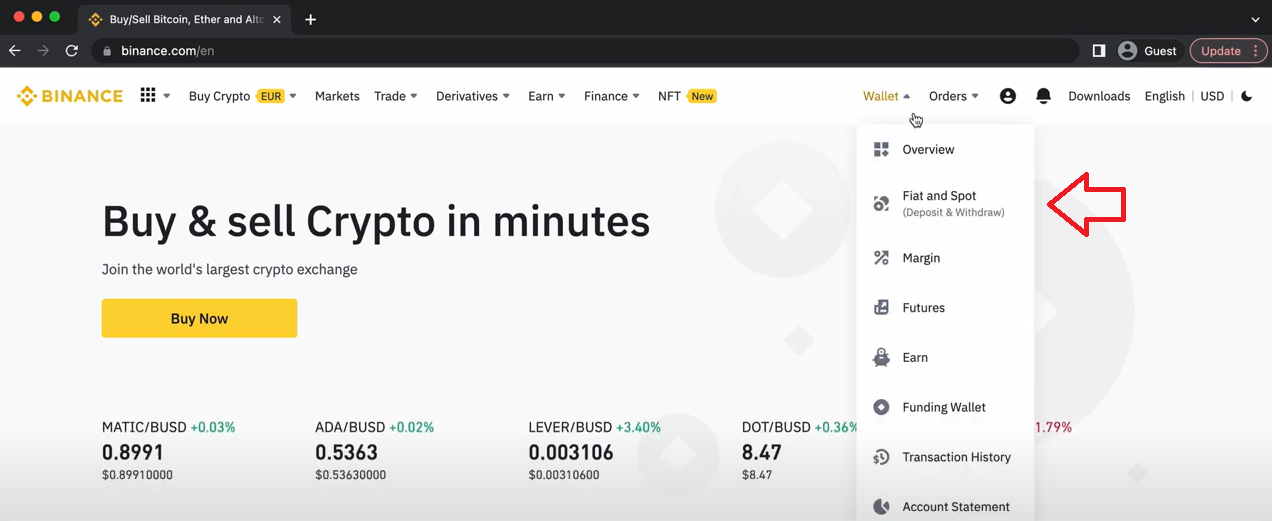 Buy/Sell Bitcoin, Ether and Altc
binance.com/en
Guest
Update
BINANCE
Buy Crypto EUR
Markets
Trade
Derivatives
Earn
Finance
NFT New
Wallet
Orders
Downloads
English
USD
Overview
Fiat and Spot
(Deposit & Withdraw)
Margin
Futures
Earn
Funding Wallet
Transaction History
Account Statement
Buy & sell Crypto in minutes
Join the world's largest crypto exchange
Buy Now
MATIC/BUSD +0.03%
0.8991
$0.89910000
ADA/BUSD +0.02%
0.5363
$0.53630000
LEVER/BUSD +3.40%
0.003106
$0.00310600
DOT/BUSD +0.36%
8.47
$8.47
1.79%